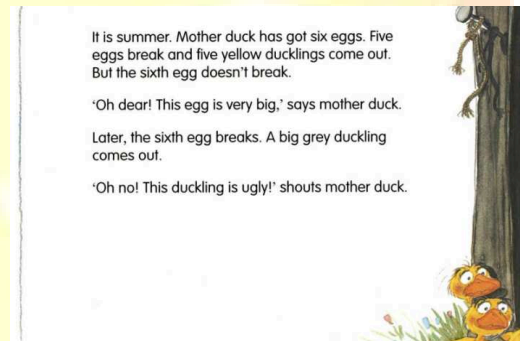 It is summer. Mother duck has got six eggs. Five
eggs break and five yellow ducklings come out.
But the sixth egg doesn't break.
'Oh dear! This egg is very big,' says mother duck.
Later, the sixth egg breaks. A big grey duckling
comes out.
'Oh no! This duckling is ugly!' shouts mother duck.